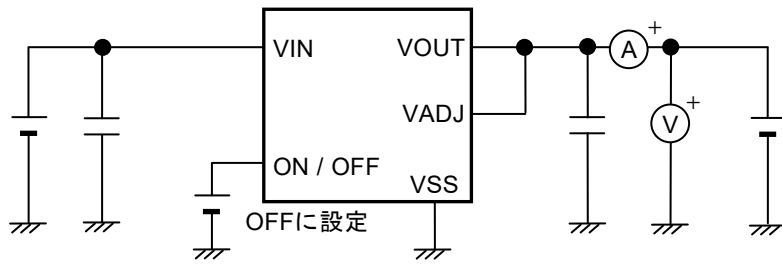 VIN
VOUT
A
+
VADJ
V
+
ON / OFF
VSS
OFFに設定